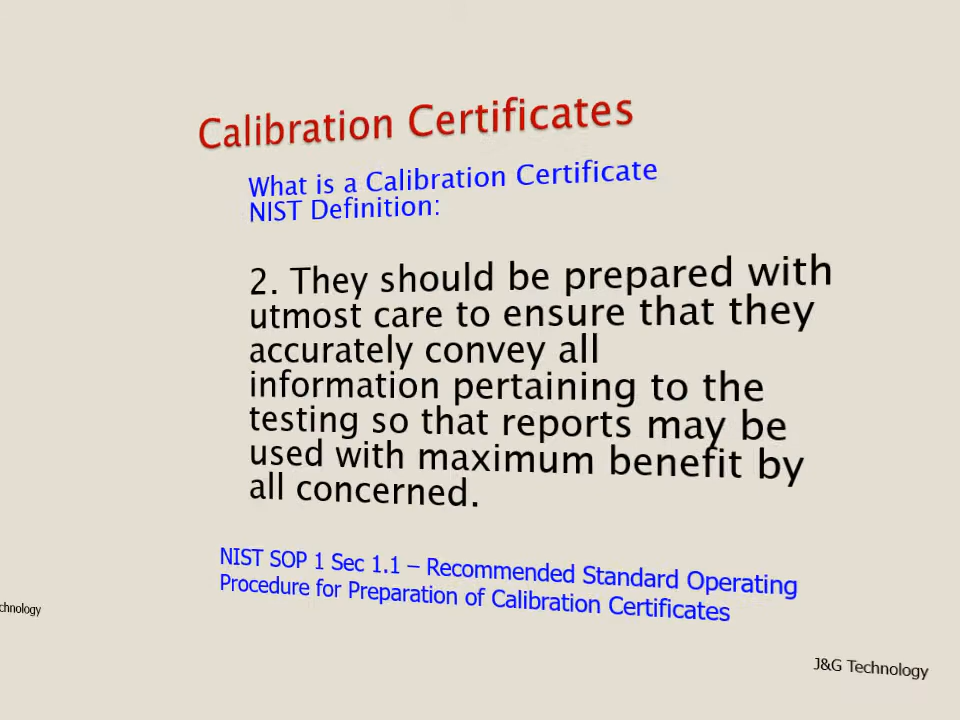 Calibration Certificates
What is a Calibration Certificate
NIST Definition:
2. They should be prepared with
utmost care to ensure that they
accurately convey all
information pertaining to the
testing so that reports may be
used with maximum benefit by
all concerned.
NIST SOP 1 Sec 1.1 – Recommended Standard Operating
Procedure for Preparation of Calibration Certificates
chnology
J&G Technology